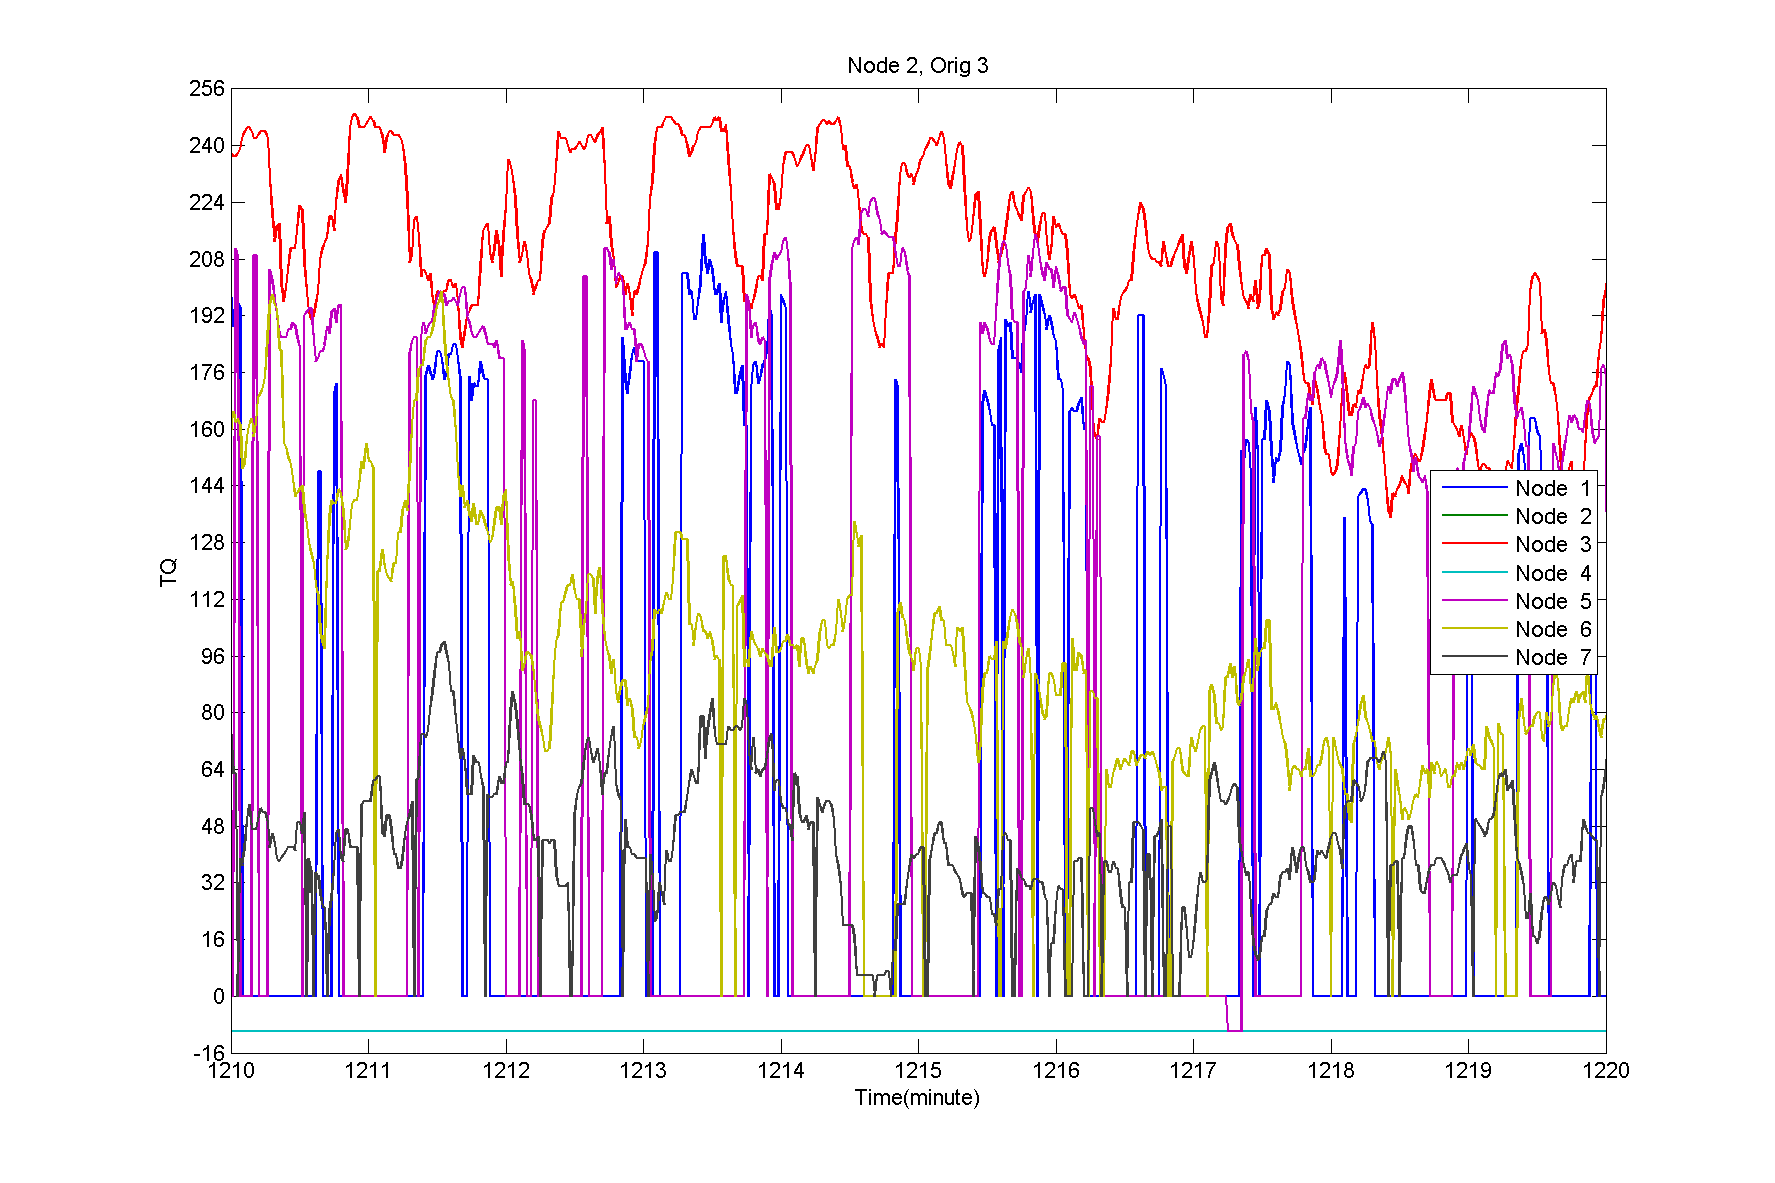 Node 2, Orig 3
256
240
224
208
192
176
160
144
128
112
96
80
64
48
32
16
0
-16
TQ
Node 1
Node 2
Node 3
Node 4
Node 5
Node 6
Node 7
1210 1211 1212 1213 1214 1215 1216 1217 1218 1219 1220
Time(minute)